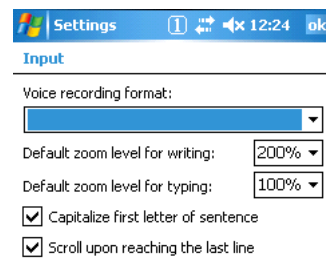 Settings 1 12:24 ok
Input
Voice recording format:
Default zoom level for writing: 200%
Default zoom level for typing: 100%
Capitalize first letter of sentence
Scroll upon reaching the last line